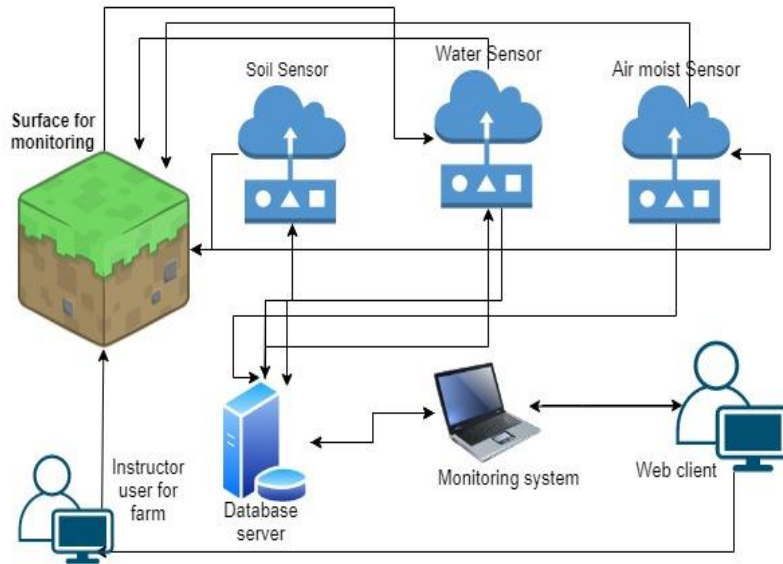 Soil Sensor
Water Sensor
Air moist Sensor
Surface for
monitoring
Instructor
user for
farm
Database
server
Monitoring system
Web client